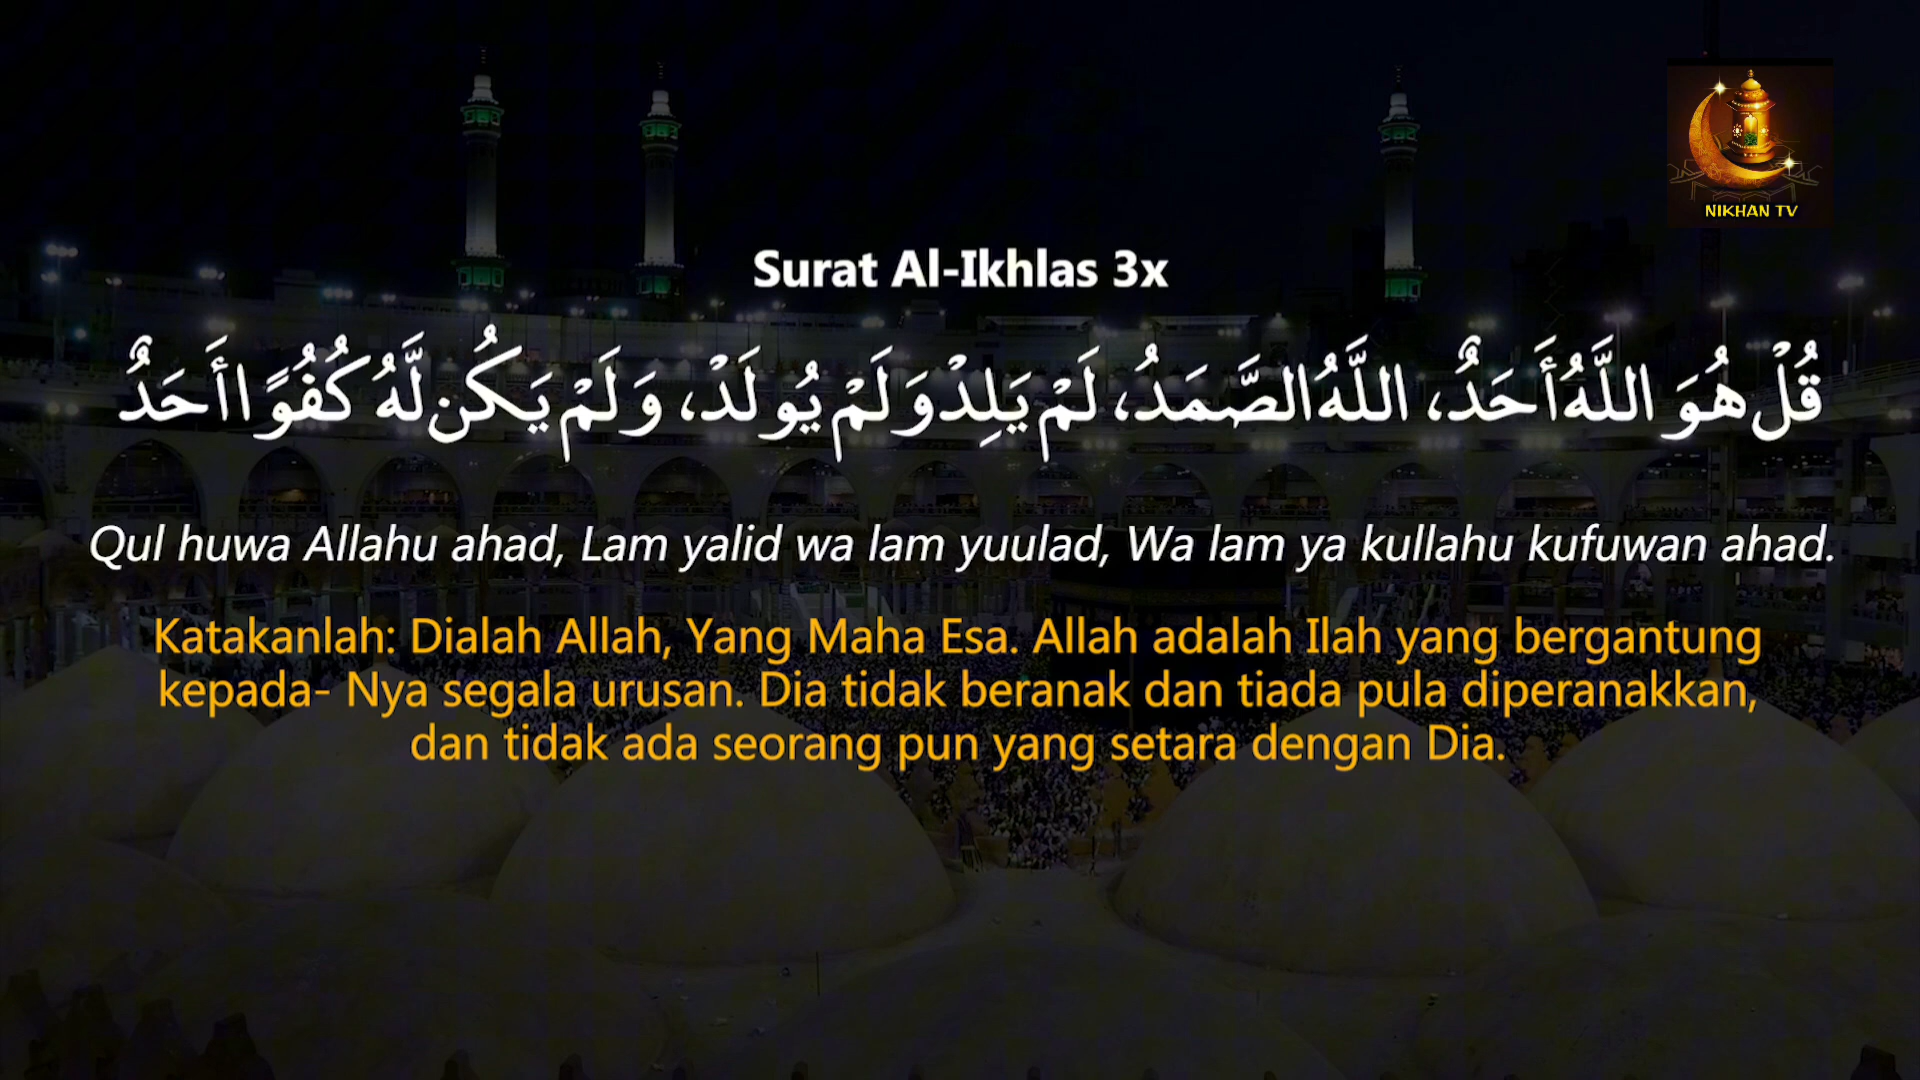 NIKHAN TV
Surat Al-Ikhlas 3x
قُلْ هُوَ اللَّهُ أَحَدٌ، اللَّهُ الصَّمَدُ، لَمْ يَلِدْ وَلَمْ يُولَدْ، وَلَمْ يَكُن لَّهُ كُفُوًا أَحَدٌ
Qul huwa Allahu ahad, Lam yalid wa lam yuulad, Wa lam ya kullahu kufuwan ahad.
Katakanlah: Dialah Allah, Yang Maha Esa. Allah adalah Ilah yang bergantung
kepada- Nya segala urusan. Dia tidak beranak dan tiada pula diperanakkan,
dan tidak ada seorang pun yang setara dengan Dia.